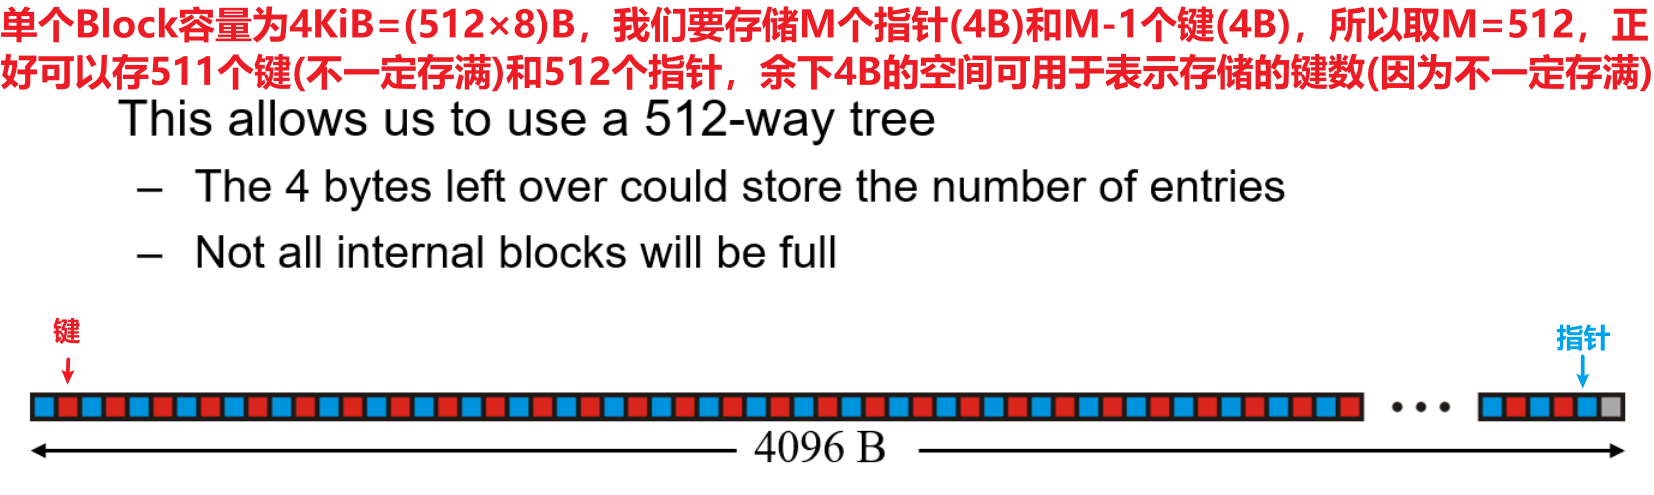 单个Block容量为4KiB=(512×8)B，我们要存储M个指针(4B)和M-1个键(4B)，所以取M=512，正
好可以存511个键(不一定存满)和512个指针，余下4B的空间可用于表示存储的键数(因为不一定存满)
This allows us to use a 512-way tree
– The 4 bytes left over could store the number of entries
– Not all internal blocks will be full
键
指针
4096 B